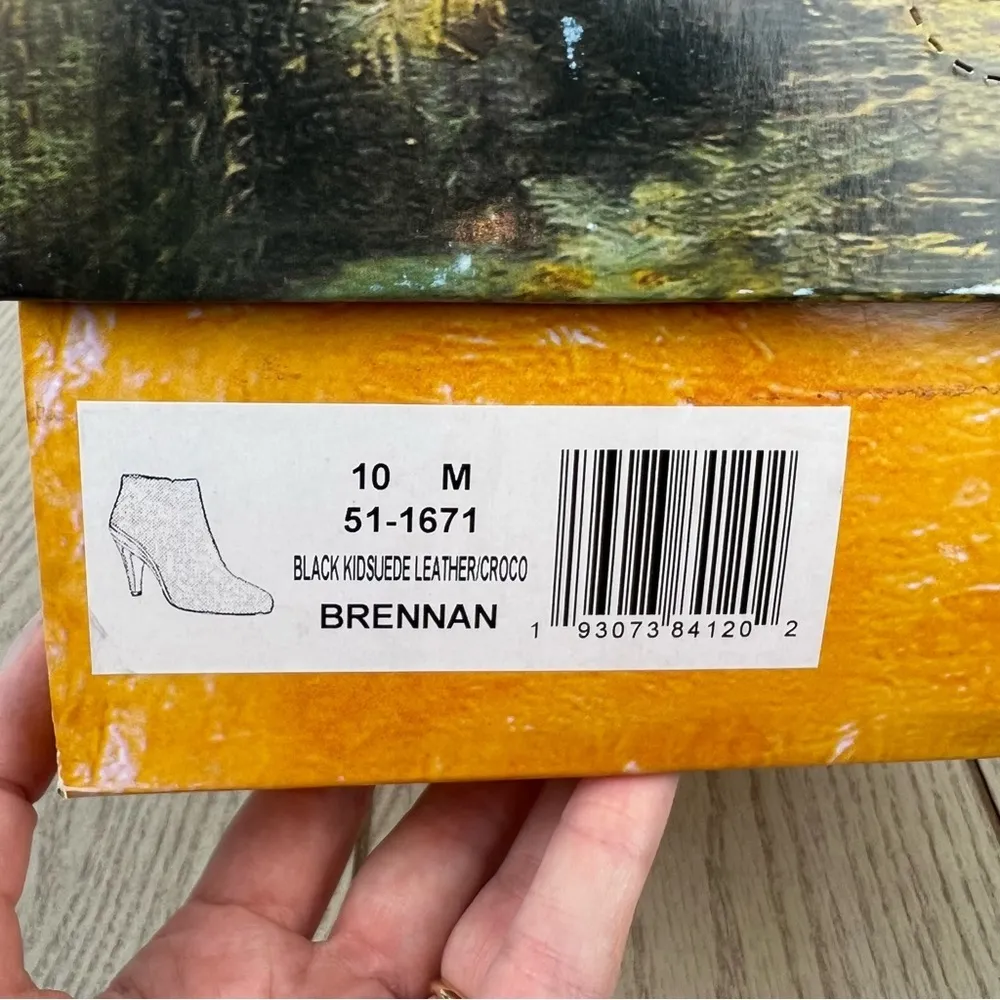 10 M
51-1671
BLACK KIDSUEDE LEATHER/CROCO
BRENNAN
1 93073 84120 2